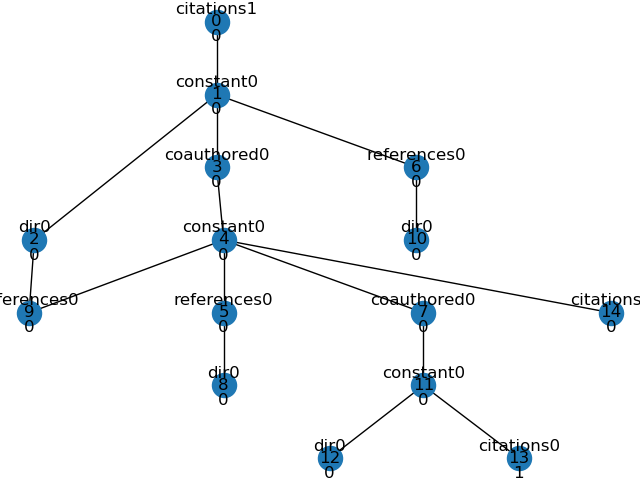 citations1
0
0
constant0
1
0
coauthored0
3
0
references0
6
0
dir0
2
0
constant0
4
0
dir0
10
0
ferences0
9
0
references0
5
0
coauthored0
7
0
citations
14
0
dir0
8
0
constant0
11
0
dir0
12
0
citations0
13
1